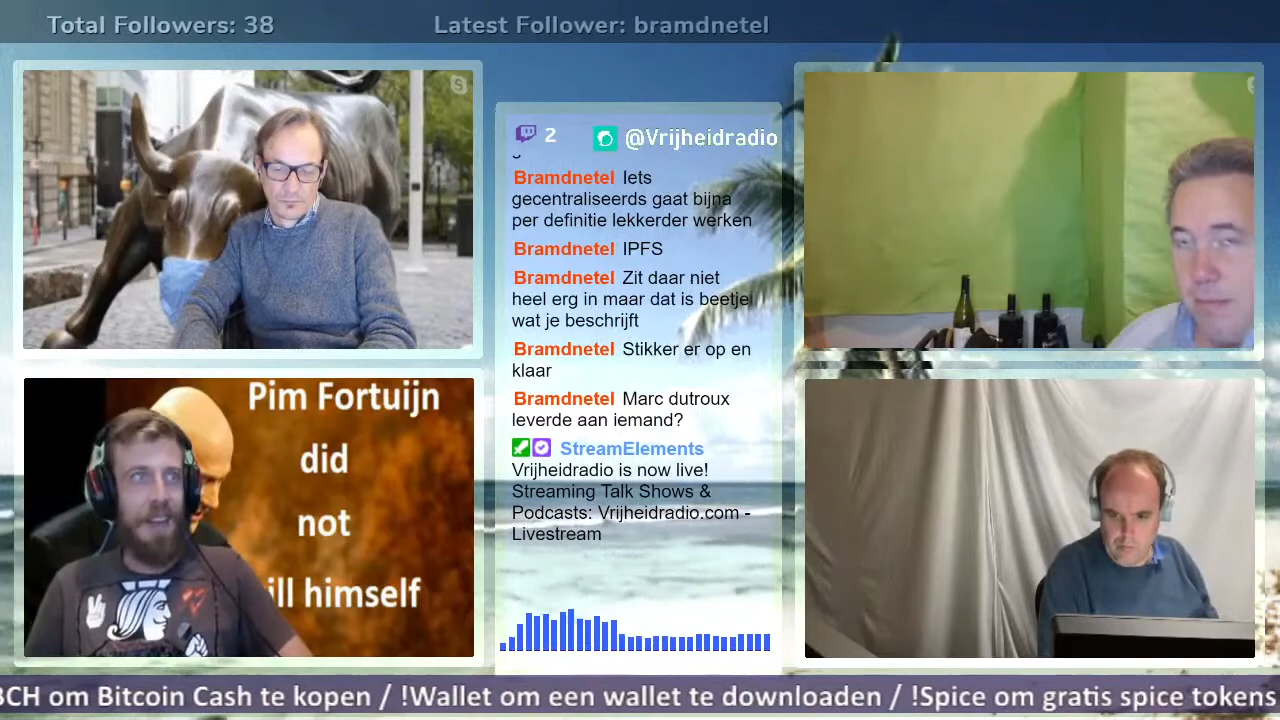 Total Followers: 38
Latest Follower: bramdnetel
2
@Vrijheidradio
Bramdnetel Iets
gecentraliseerds gaat bijna
per definitie lekkerder werken
Bramdnetel IPFS
Bramdnetel Zit daar niet
heel erg in maar dat is beetje
wat je beschrijft
Bramdnetel Stikker er op en
klaar
Bramdnetel Marc dutroux
leverde aan iemand?
StreamElements
Vrijheidradio is now live!
Streaming Talk Shows &
Podcasts: Vrijheidradio.com -
Livestream
Pim Fortuijn
did
not
ill himself
BCH om Bitcoin Cash te kopen / !Wallet om een wallet te downloaden / !Spice om gratis spice tokens